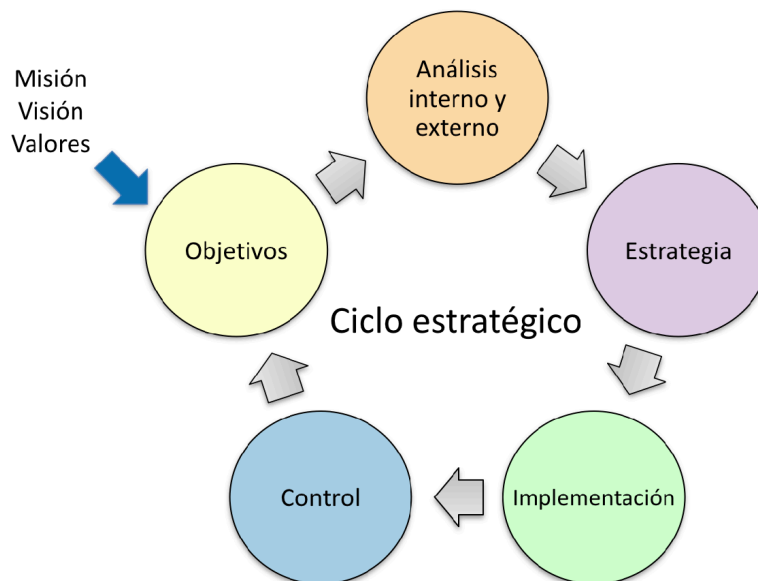 Misión
Visión
Valores
Análisis
interno y
externo
Objetivos
Estrategia
Ciclo estratégico
Control
Implementación